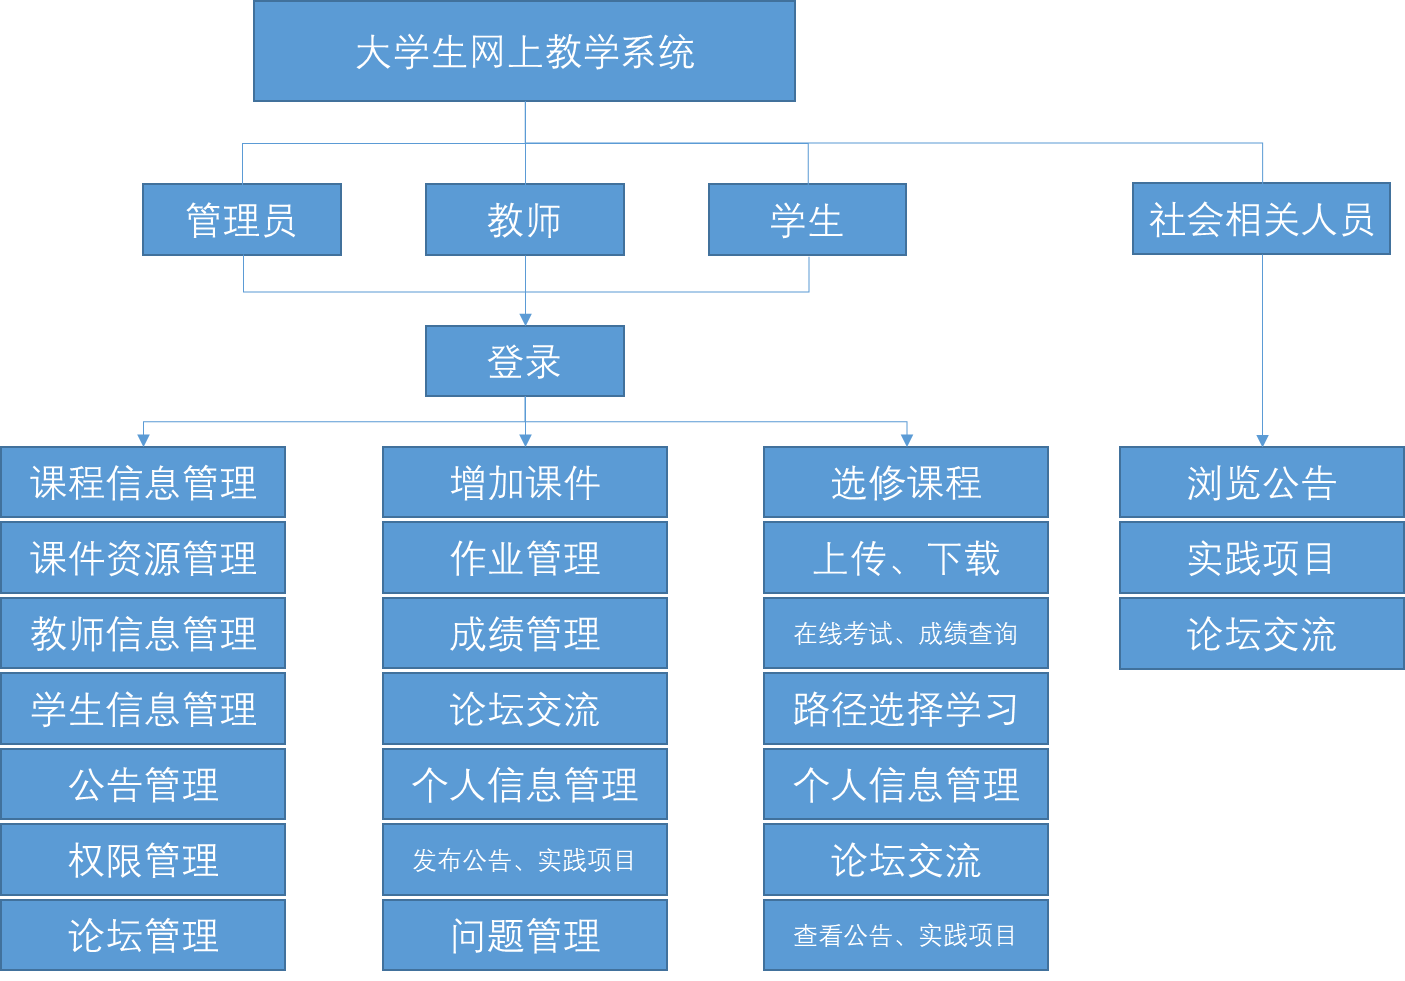 大学生网上教学系统
管理员
教师
学生
社会相关人员
登录
课程信息管理
课件资源管理
教师信息管理
学生信息管理
公告管理
权限管理
论坛管理
增加课件
作业管理
成绩管理
论坛交流
个人信息管理
发布公告、实践项目
问题管理
选修课程
上传、下载
在线考试、成绩查询
路径选择学习
个人信息管理
论坛交流
查看公告、实践项目
浏览公告
实践项目
论坛交流